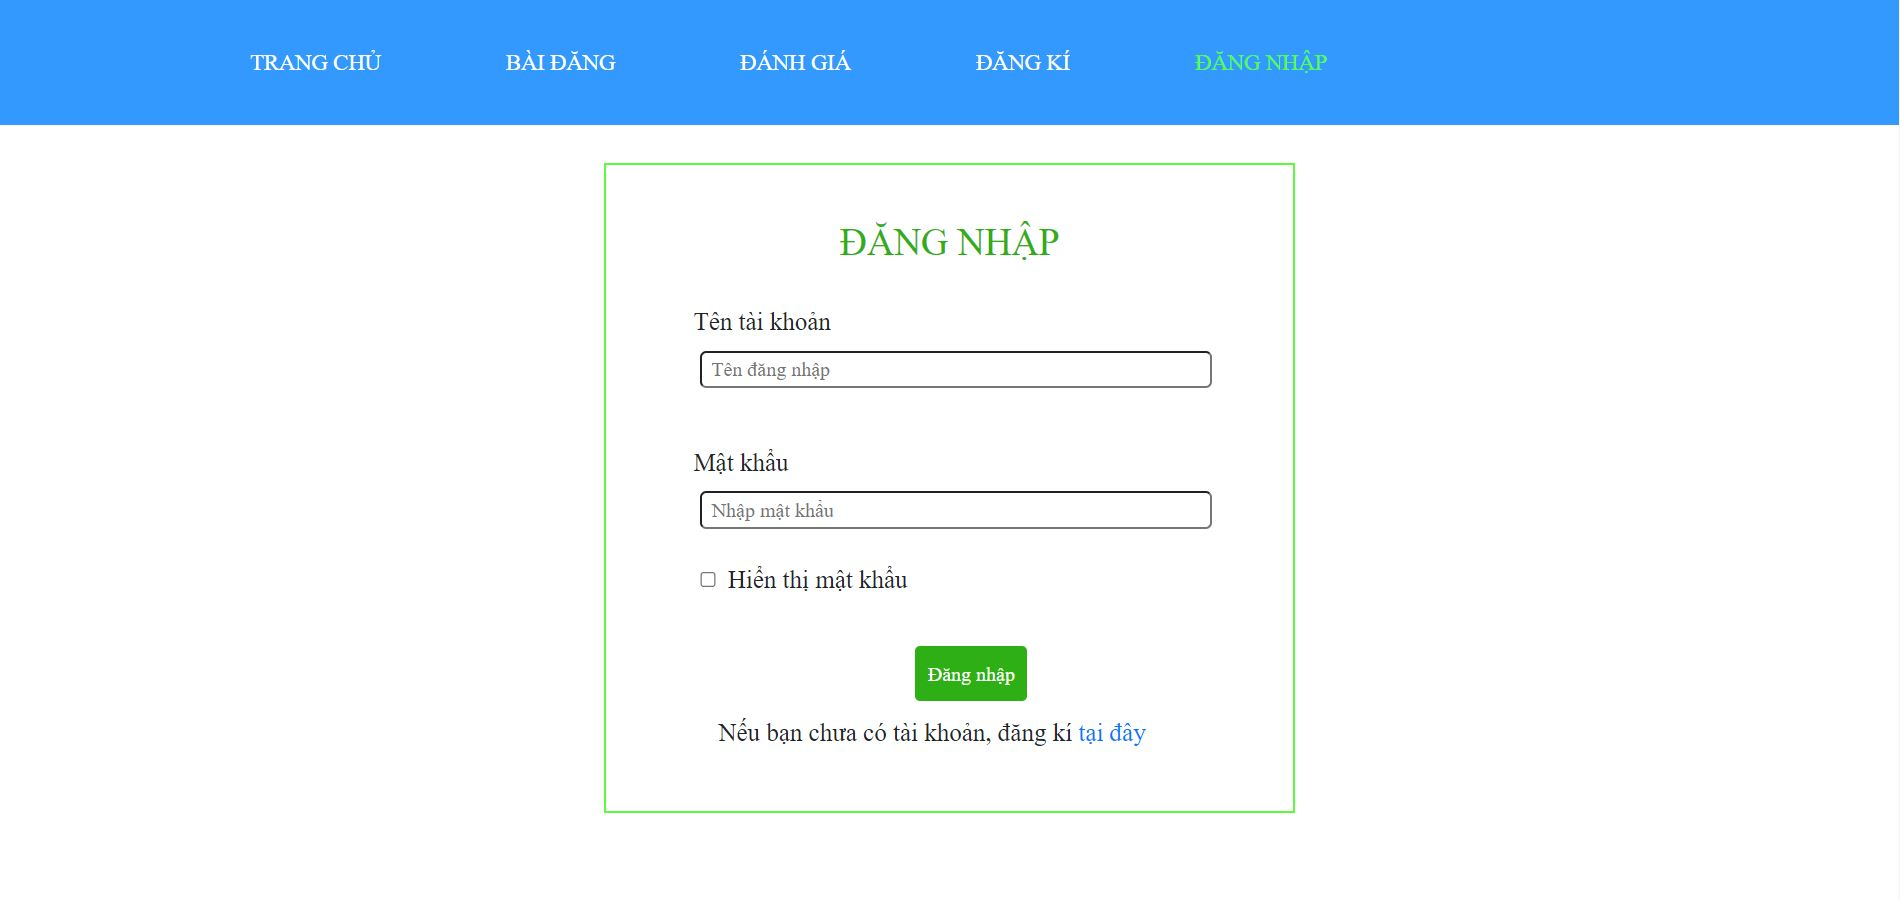 TRANG CHỦ BÀI ĐĂNG ĐÁNH GIÁ ĐĂNG KÍ ĐĂNG NHẬP
ĐĂNG NHẬP
Tên tài khoản
Tên đăng nhập
Mật khẩu
Nhập mật khẩu
Hiển thị mật khẩu
Đăng nhập
Nếu bạn chưa có tài khoản, đăng kí tại đây